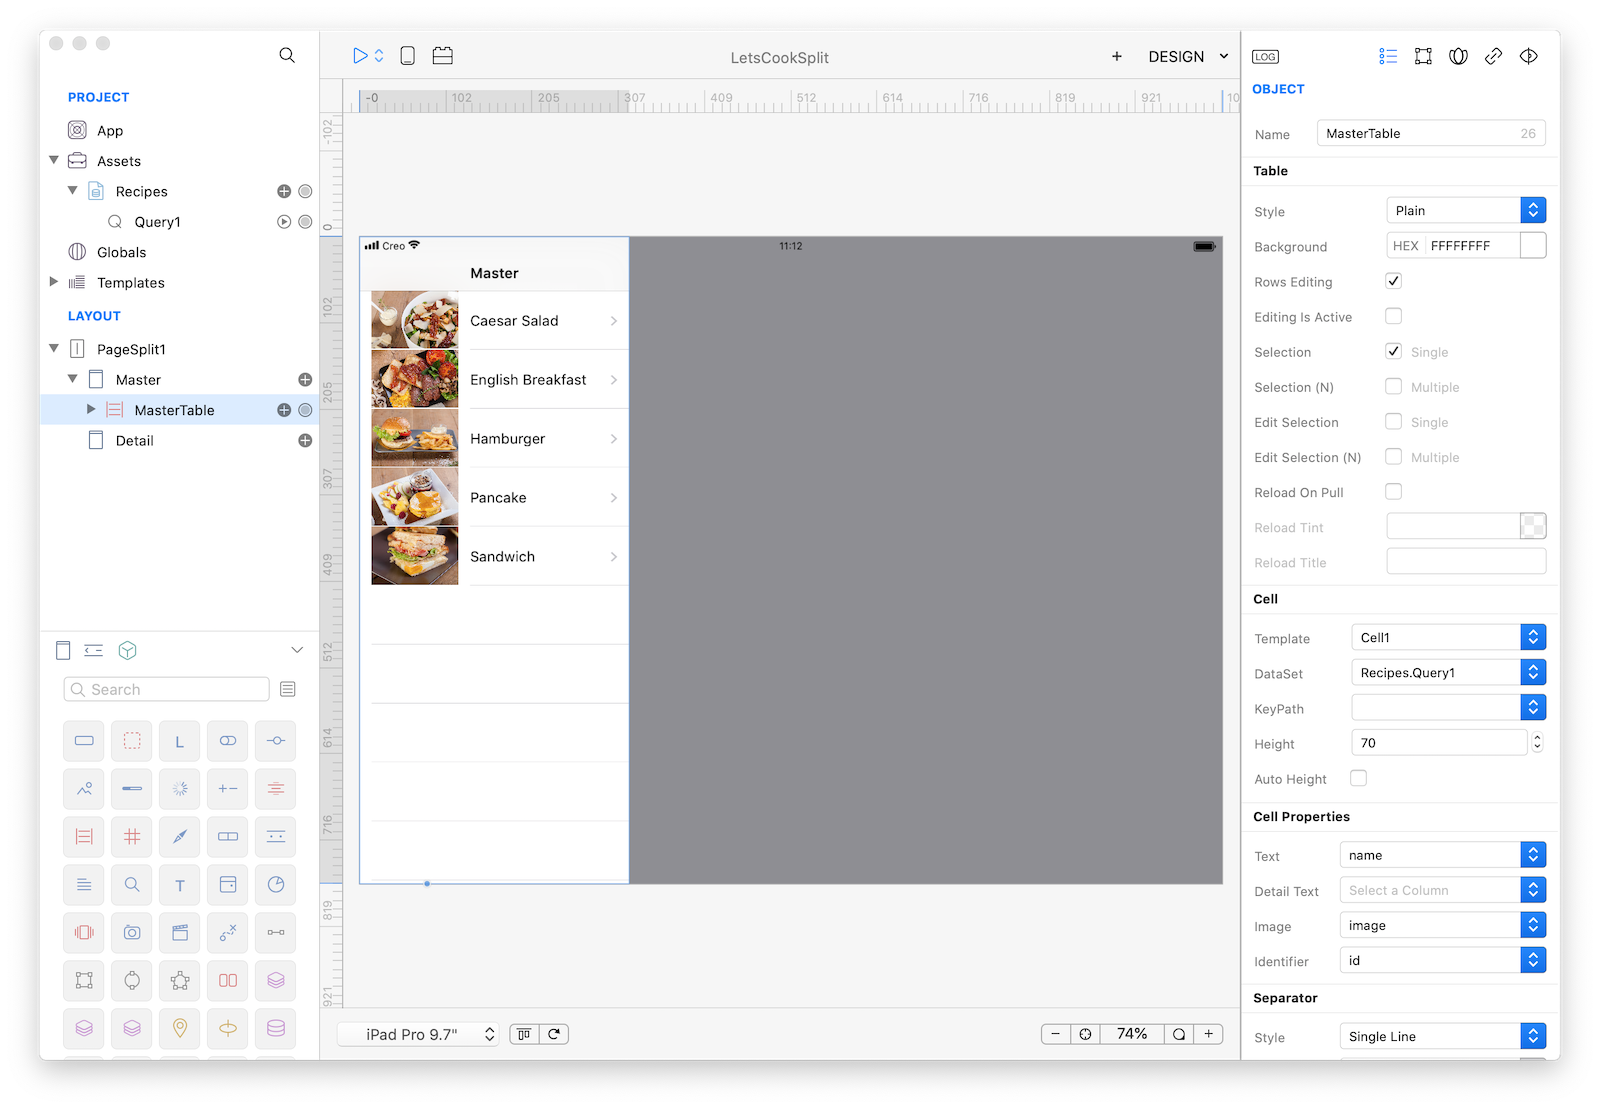 PROJECT
App
Assets
Recipes
Query1
Globals
Templates
LAYOUT
PageSplit1
Master
MasterTable
Detail
Search
L
T
LetsCookSplit
+ DESIGN
-0 102 205 307 409 512 614 716 819 921 10
-102
0
102
205
307
409
512
614
716
819
921
Creo 11:12
Master
Caesar Salad
English Breakfast
Hamburger
Pancake
Sandwich
iPad Pro 9.7"
− 74% +
LOG
OBJECT
Name MasterTable 26
Table
Style Plain
Background HEX FFFFFFFF
Rows Editing
Editing Is Active
Selection Single
Selection (N) Multiple
Edit Selection Single
Edit Selection (N) Multiple
Reload On Pull
Reload Tint
Reload Title
Cell
Template Cell1
DataSet Recipes.Query1
KeyPath
Height 70
Auto Height
Cell Properties
Text name
Detail Text Select a Column
Image image
Identifier id
Separator
Style Single Line